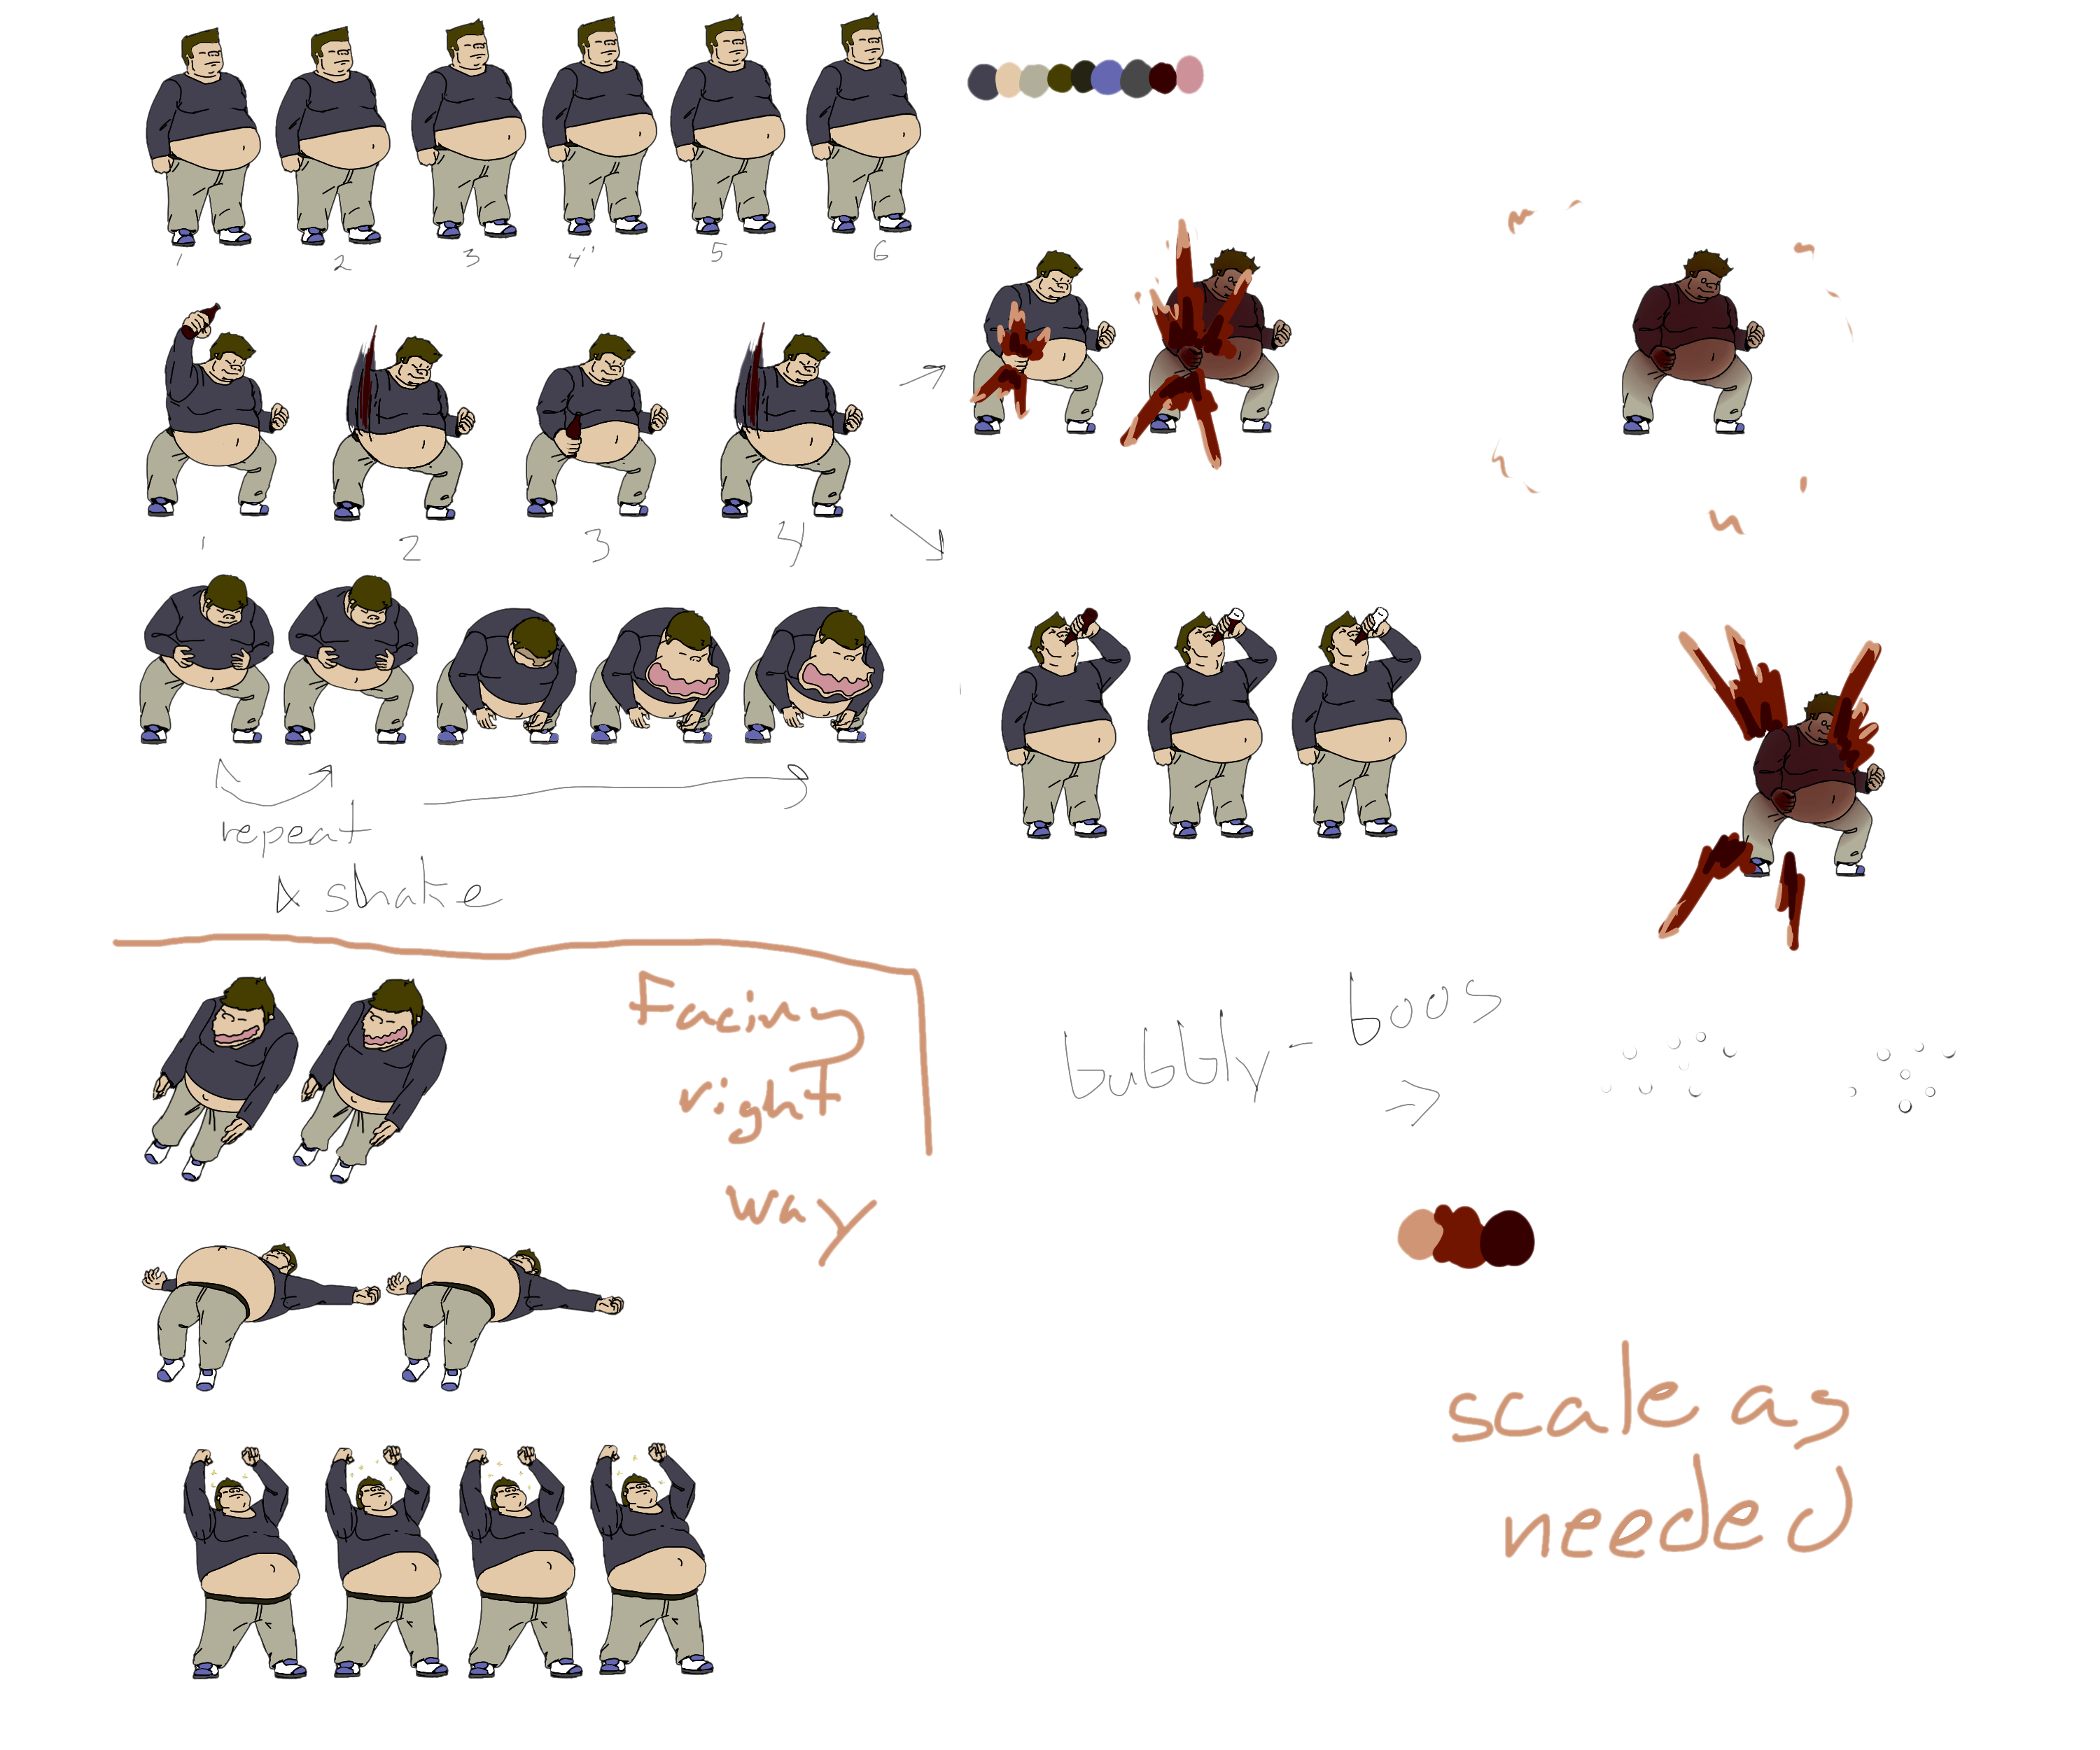 1 2 3 4 5 6
1 2 3 4
repeat
& shake
Facing
right
way
bubbly-boos
scale as
needed